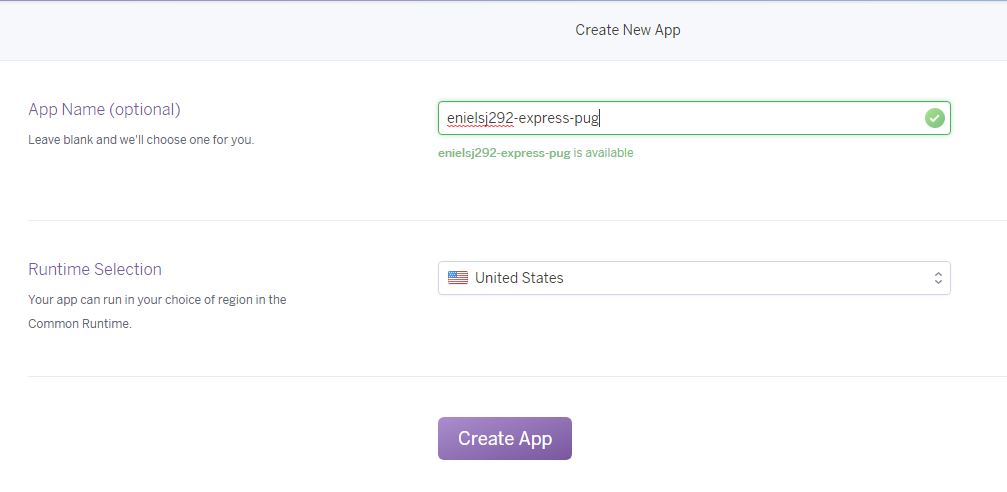 Create New App
App Name (optional)
Leave blank and we'll choose one for you.
enielsj292-express-pug
enielsj292-express-pug is available
Runtime Selection
Your app can run in your choice of region in the
Common Runtime.
United States
Create App